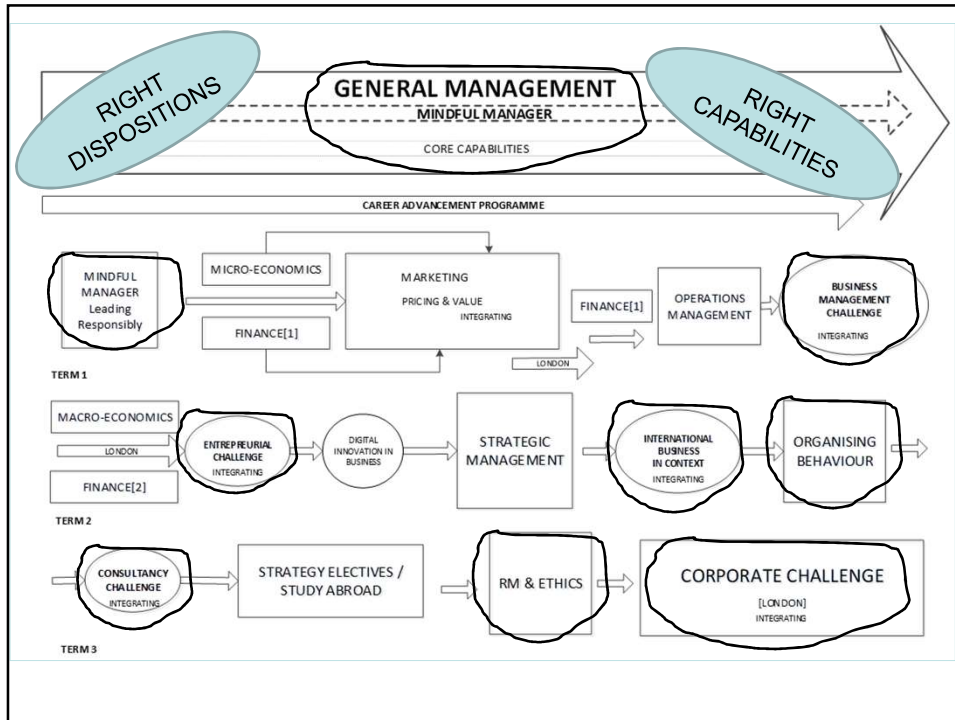 RIGHT
DISPOSITIONS
GENERAL MANAGEMENT
MINDFUL MANAGER
CORE CAPABILITIES
RIGHT
CAPABILITIES
CAREER ADVANCEMENT PROGRAMME
MINDFUL
MANAGER
Leading
Responsibly
MICRO-ECONOMICS
FINANCE[1]
MARKETING
PRICING & VALUE
INTEGRATING
LONDON
FINANCE[1]
OPERATIONS
MANAGEMENT
BUSINESS
MANAGEMENT
CHALLENGE
INTEGRATING
TERM 1
MACRO-ECONOMICS
LONDON
FINANCE[2]
ENTREPREURIAL
CHALLENGE
INTEGRATING
DIGITAL
INNOVATION IN
BUSINESS
STRATEGIC
MANAGEMENT
INTERNATIONAL
BUSINESS
IN CONTEXT
INTEGRATING
ORGANISING
BEHAVIOUR
TERM 2
CONSULTANCY
CHALLENGE
INTEGRATING
STRATEGY ELECTIVES /
STUDY ABROAD
RM & ETHICS
CORPORATE CHALLENGE
[LONDON]
INTEGRATING
TERM 3